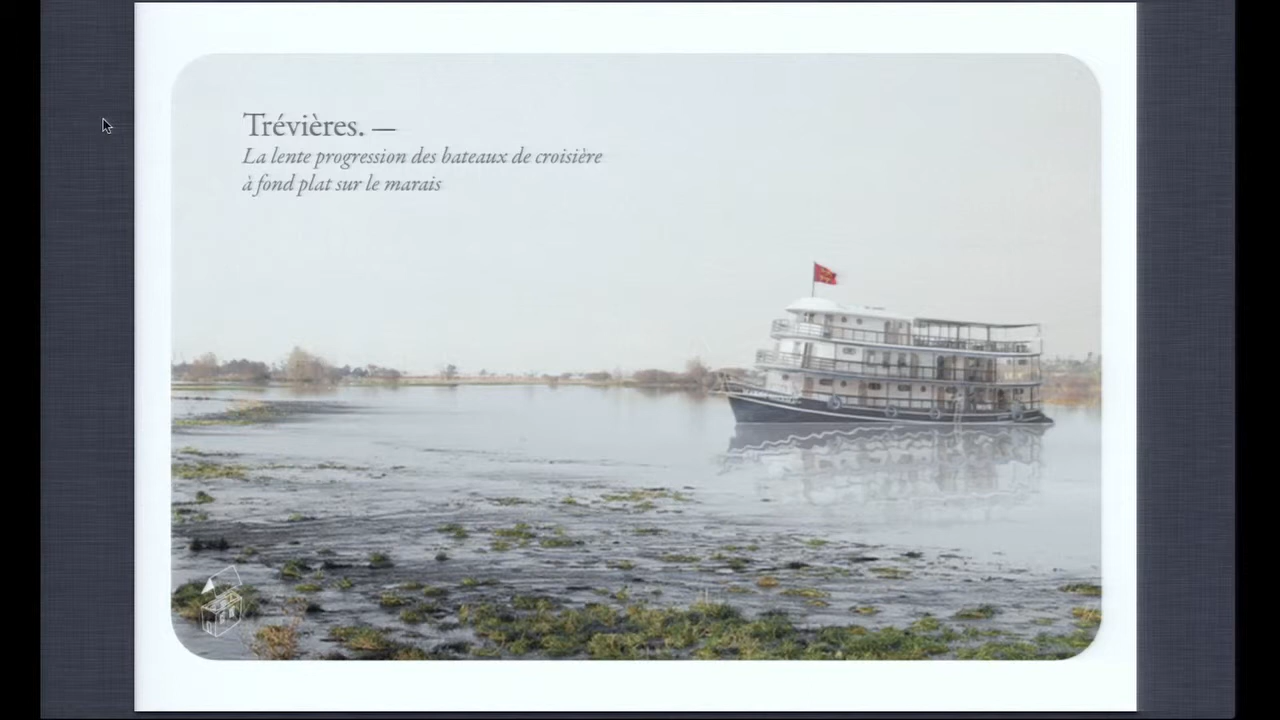 Trévières. —
La lente progression des bateaux de croisière
à fond plat sur le marais